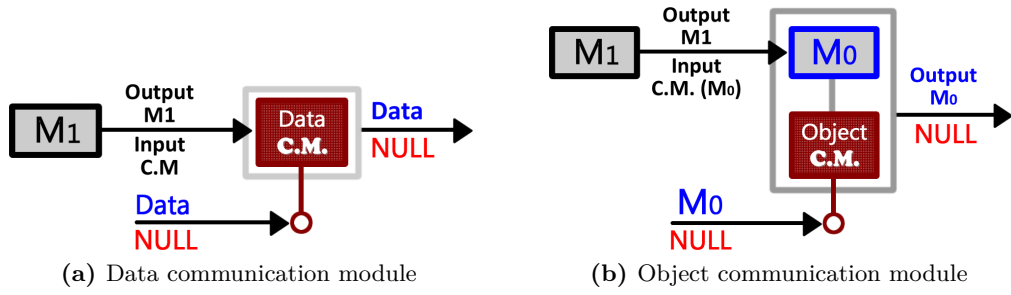 M1
Output
M1
Input
C.M
Data
C.M.
Data
NULL
Data
NULL
(a) Data communication module
M1
Output
M1
Input
C.M. (M0)
M0
Object
C.M.
Output
M0
NULL
M0
NULL
(b) Object communication module